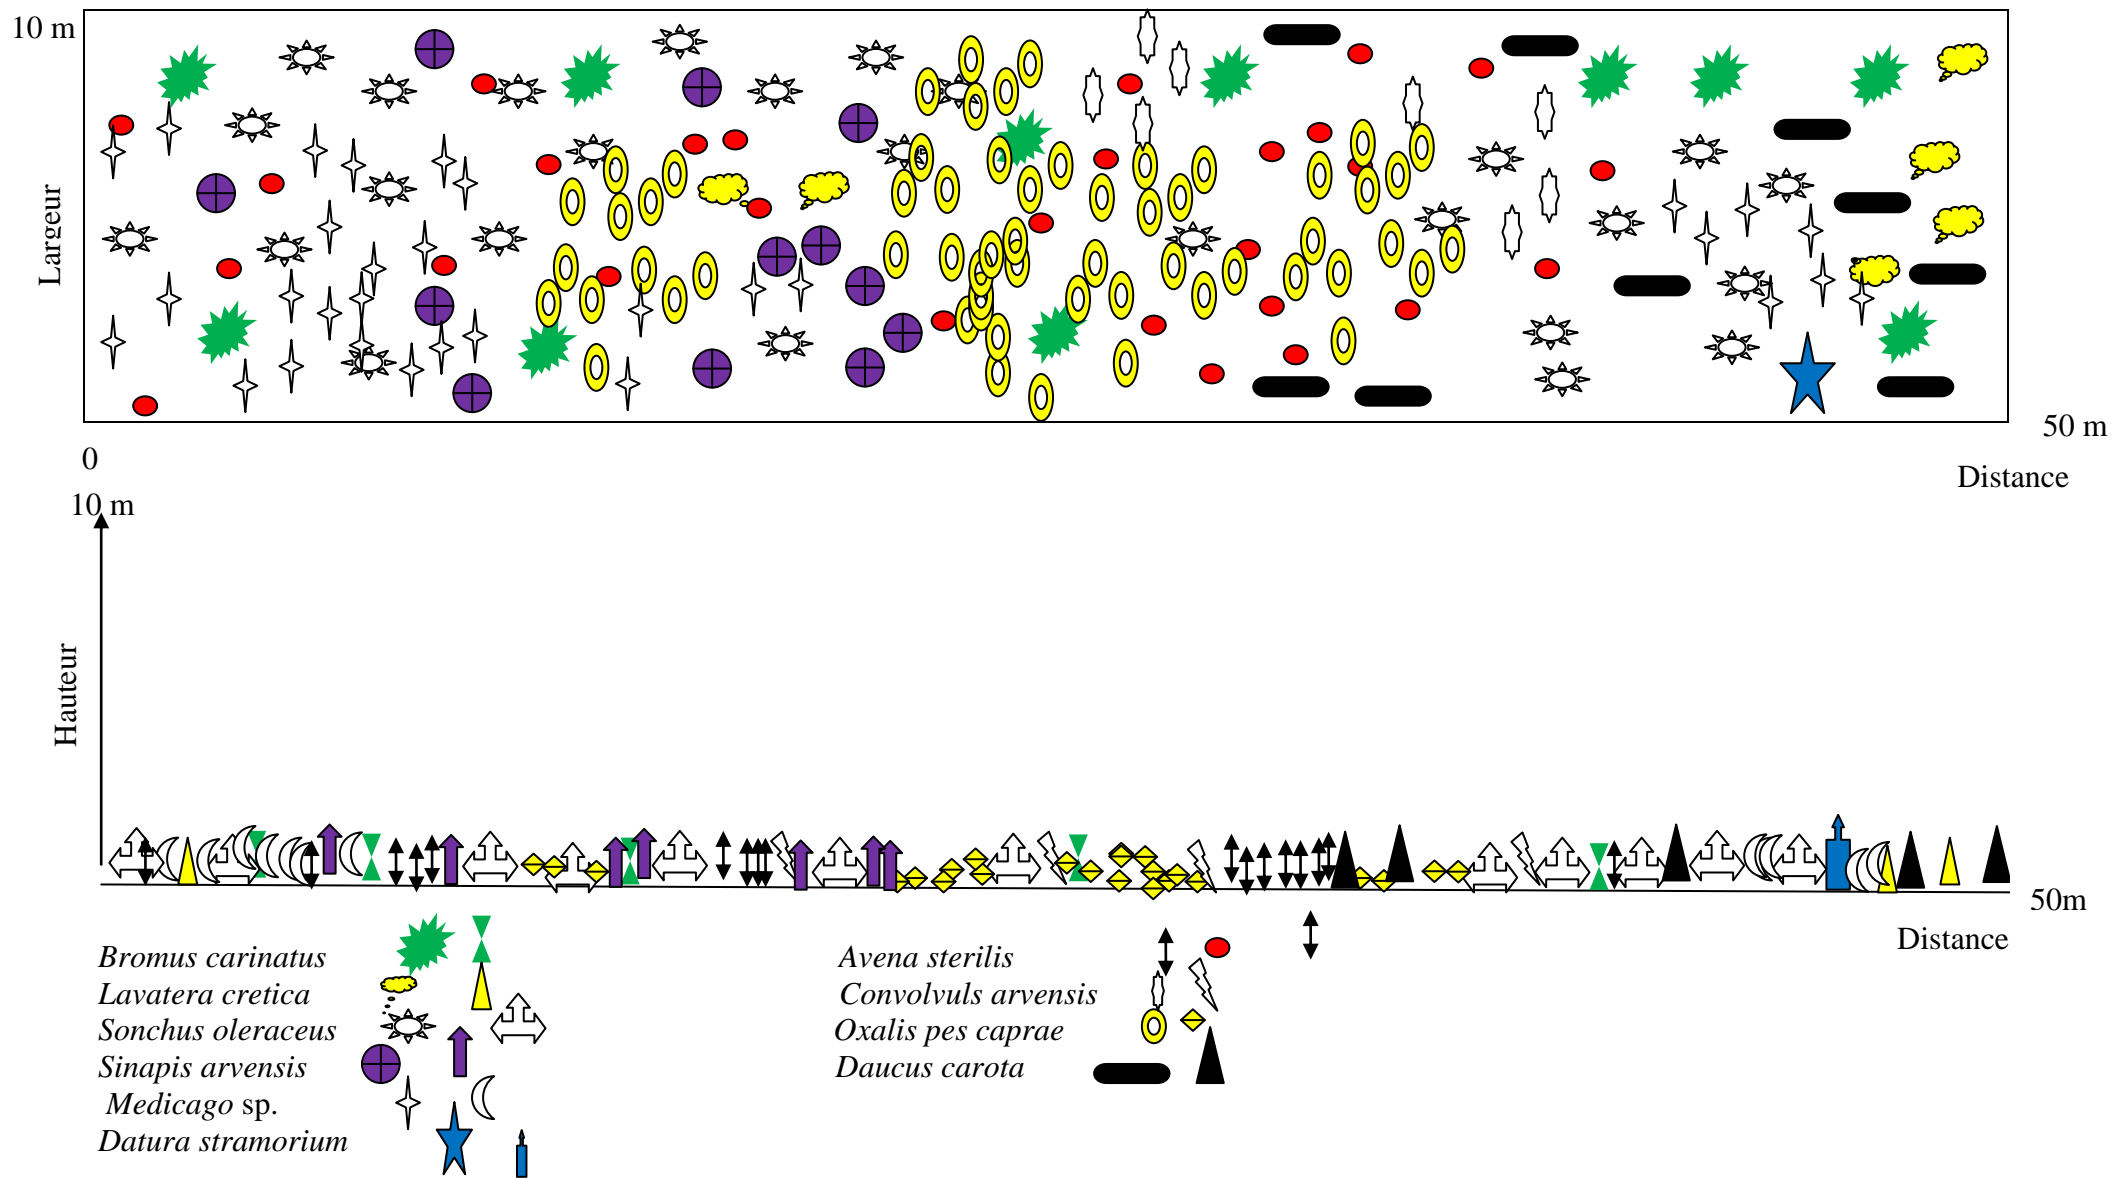 10 m
Largeur
50 m
0
Distance
10 m
Hauteur
50m
Distance
Bromus carinatus
Lavatera cretica
Sonchus oleraceus
Sinapis arvensis
Medicago sp.
Datura stramorium
Avena sterilis
Convolvuls arvensis
Oxalis pes caprae
Daucus carota